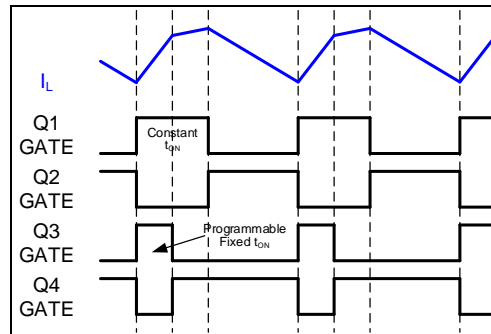 I_L
Q1
GATE
Constant
t_ON
Q2
GATE
Q3
GATE
Programmable
Fixed t_ON
Q4
GATE